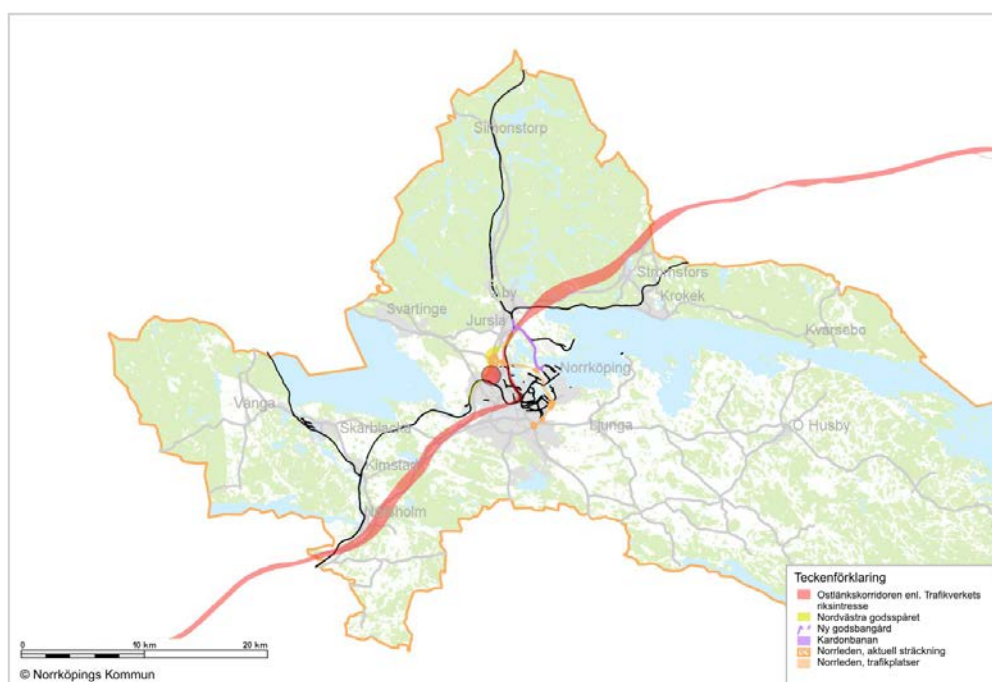 Simonstorp
Strömsfors
Åby
Krokek
Svärtinge
Jursla
Kvarsebo
Norrköping
Vånga
Skärblacka
Ljunga
Ö Husby
Kimstad
Norsholm
Teckenförklaring
Ostlänkskorridoren enl. Trafikverkets
riksintresse
Nordvästra godsspåret
Ny godsbangård
Kardonbanan
Norrleden, aktuell sträckning
Norrleden, trafikplatser
0 10 km 20 km
© Norrköpings Kommun